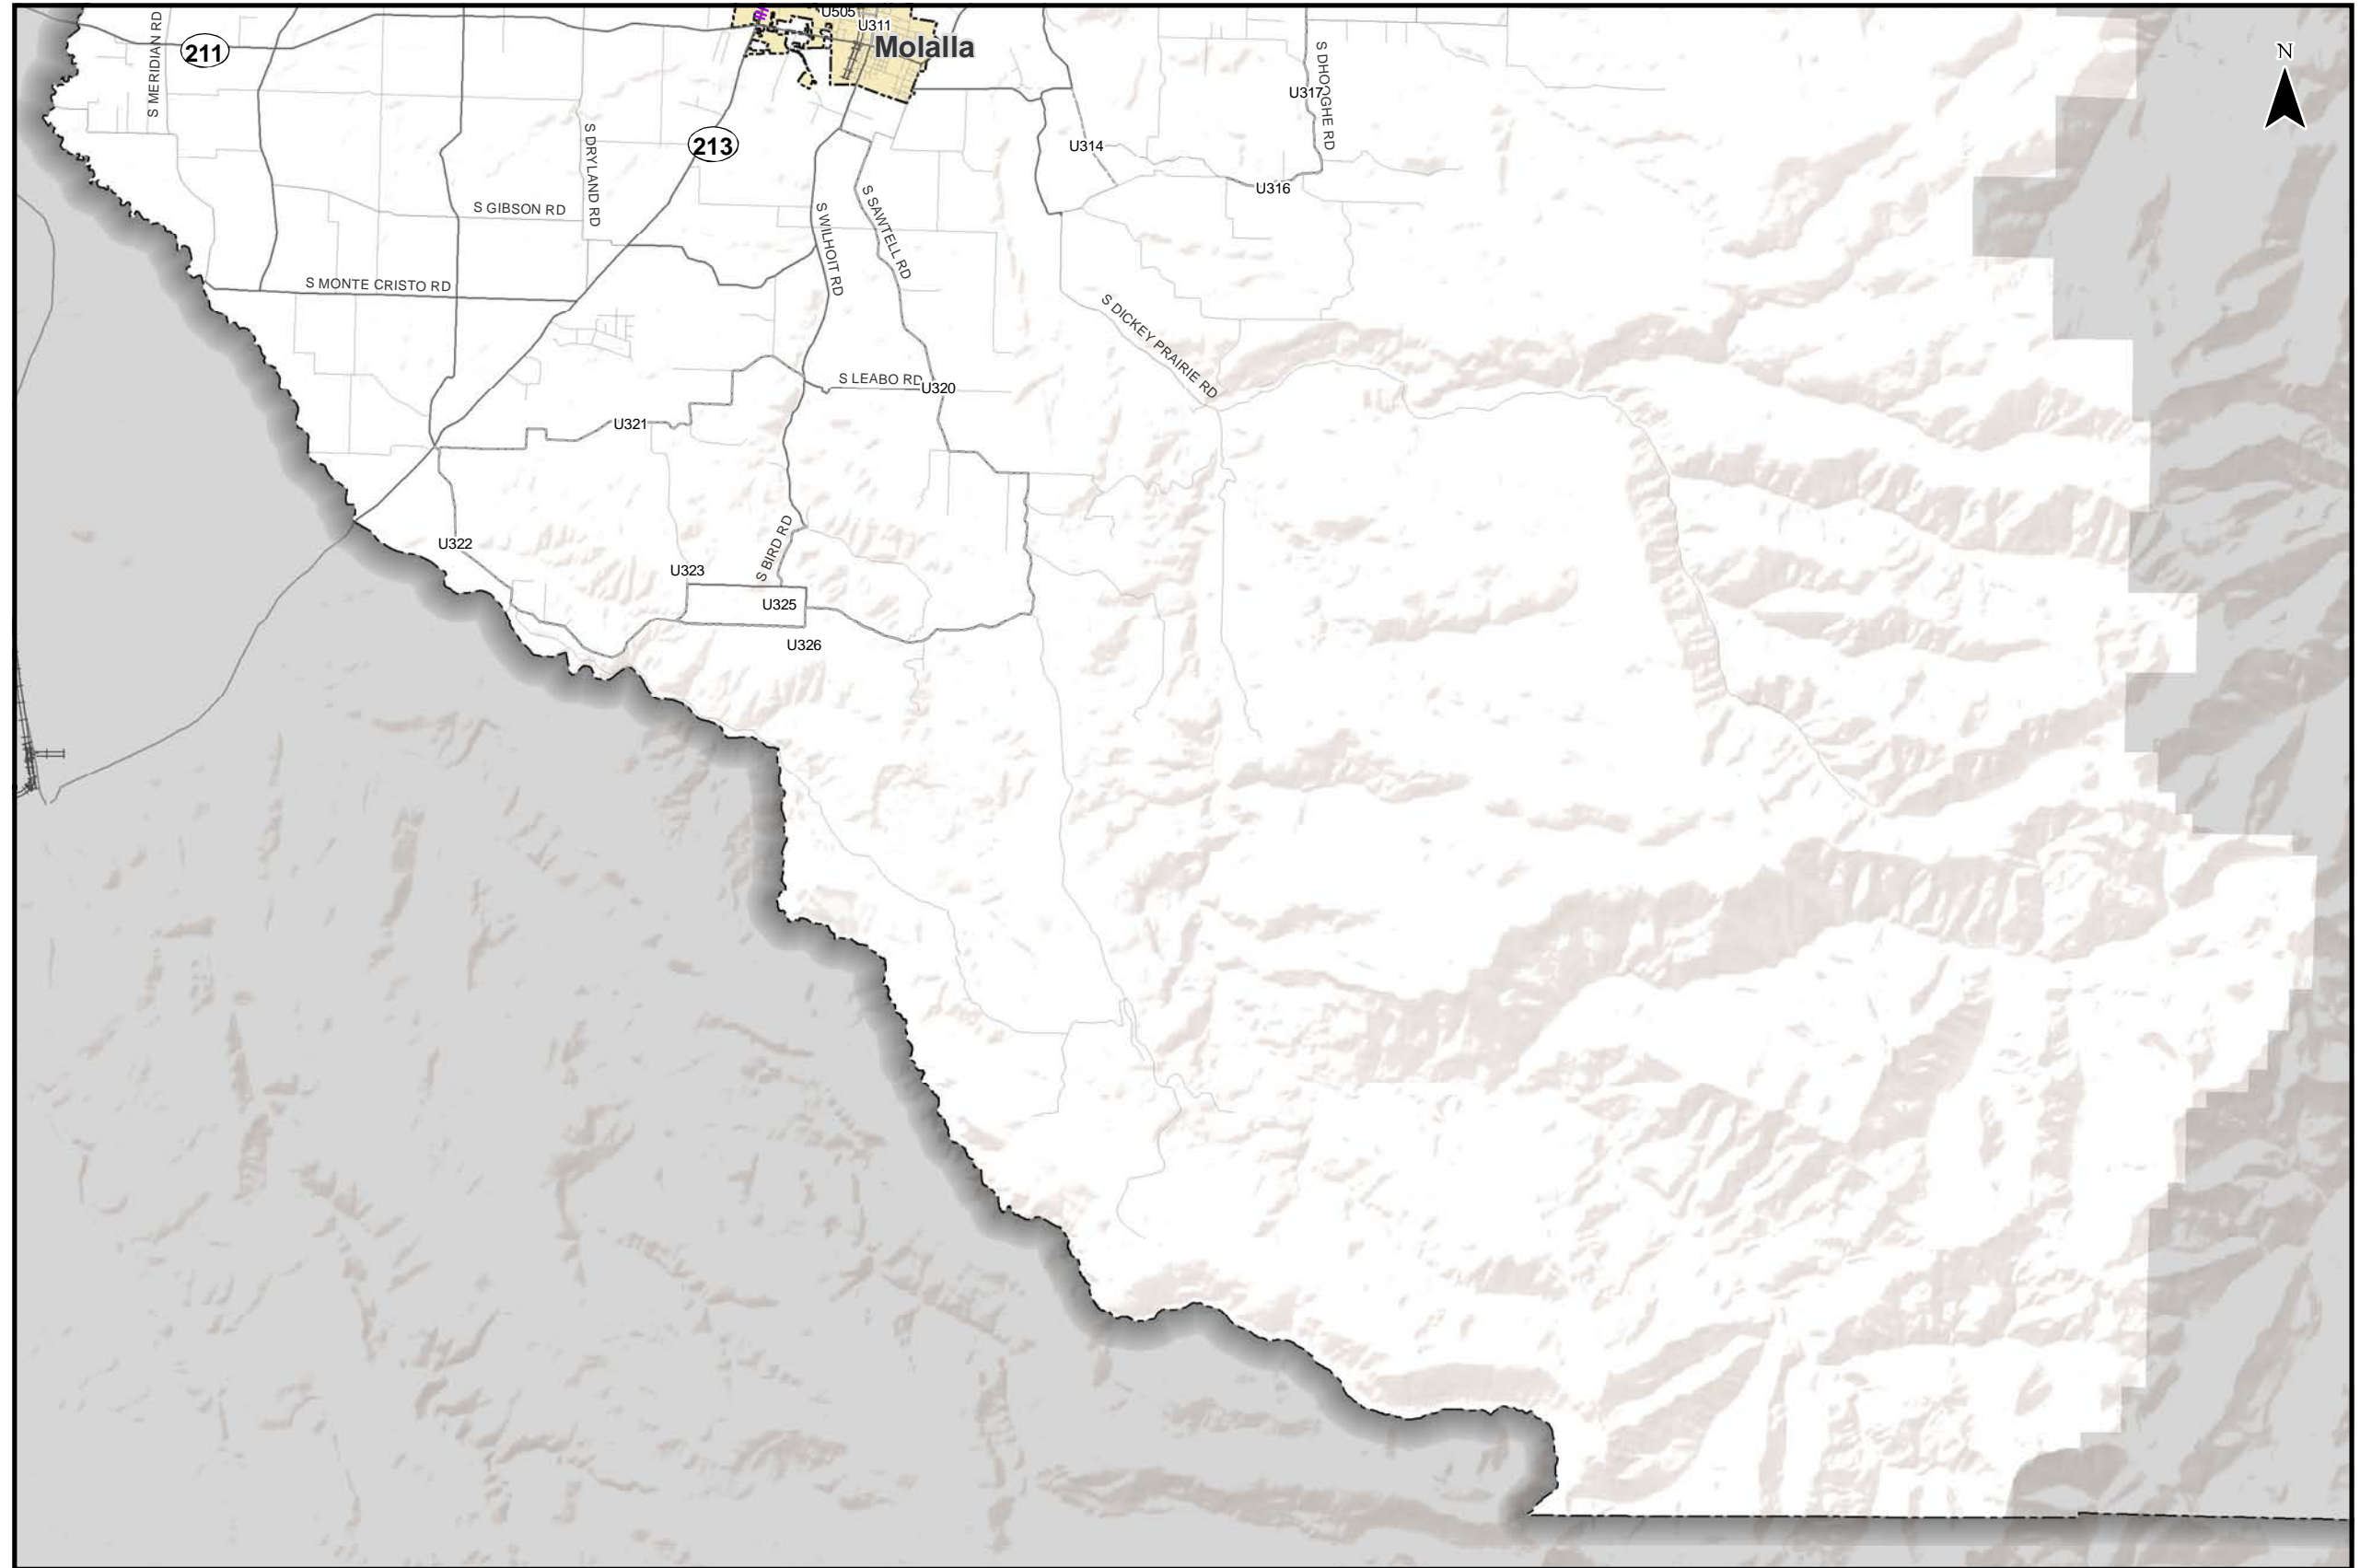 U505
U311
Molalla
S MERIDIAN RD
211
N
S DHOOGHE RD
U317
213
U314
S DRYLAND RD
U316
S GIBSON RD
S WILHOIT RD
S SAWTELL RD
S MONTE CRISTO RD
S DICKEY PRAIRIE RD
S LEABO RD
U320
U321
U322
S BIRD RD
U323
U325
U326